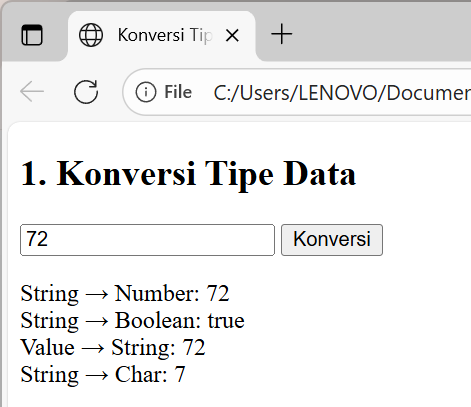 Konversi Tip
File C:/Users/LENOVO/Documen
1. Konversi Tipe Data
72 Konversi
String → Number: 72
String → Boolean: true
Value → String: 72
String → Char: 7